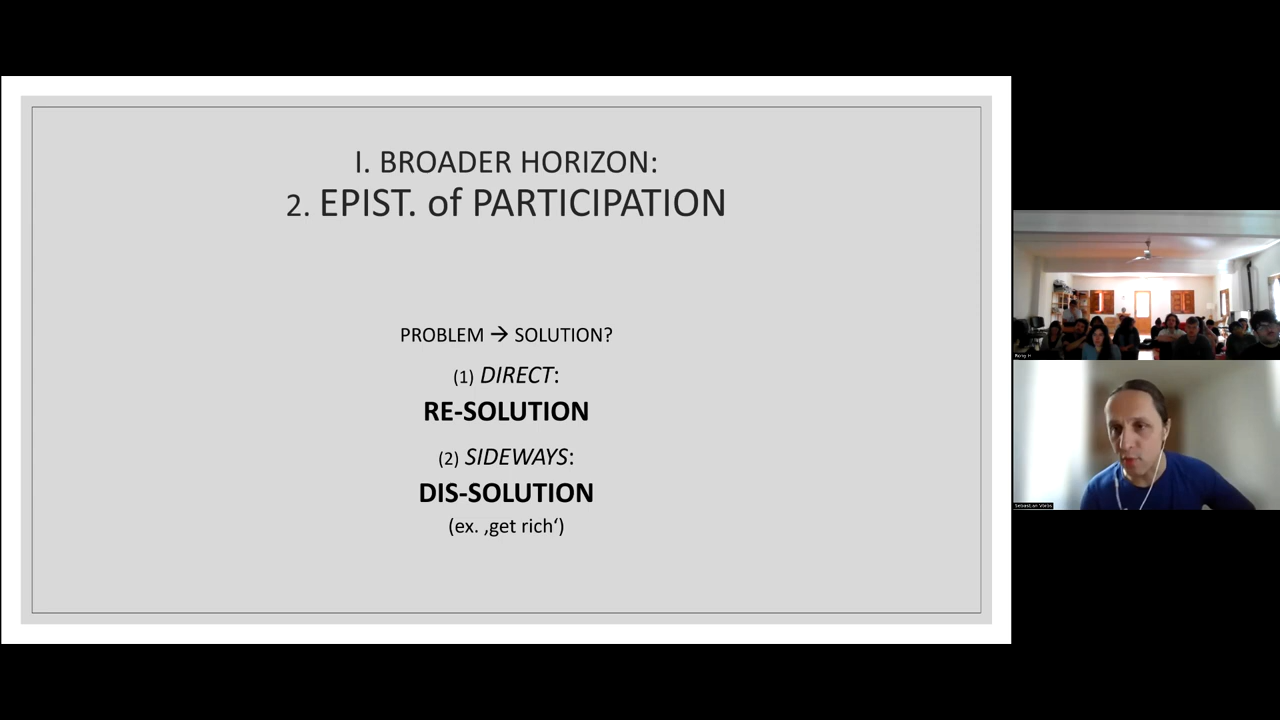 I. BROADER HORIZON:
2. EPIST. of PARTICIPATION
PROBLEM → SOLUTION?
(1) DIRECT:
RE-SOLUTION
(2) SIDEWAYS:
DIS-SOLUTION
(ex. ‚get rich‘)
Sebastian